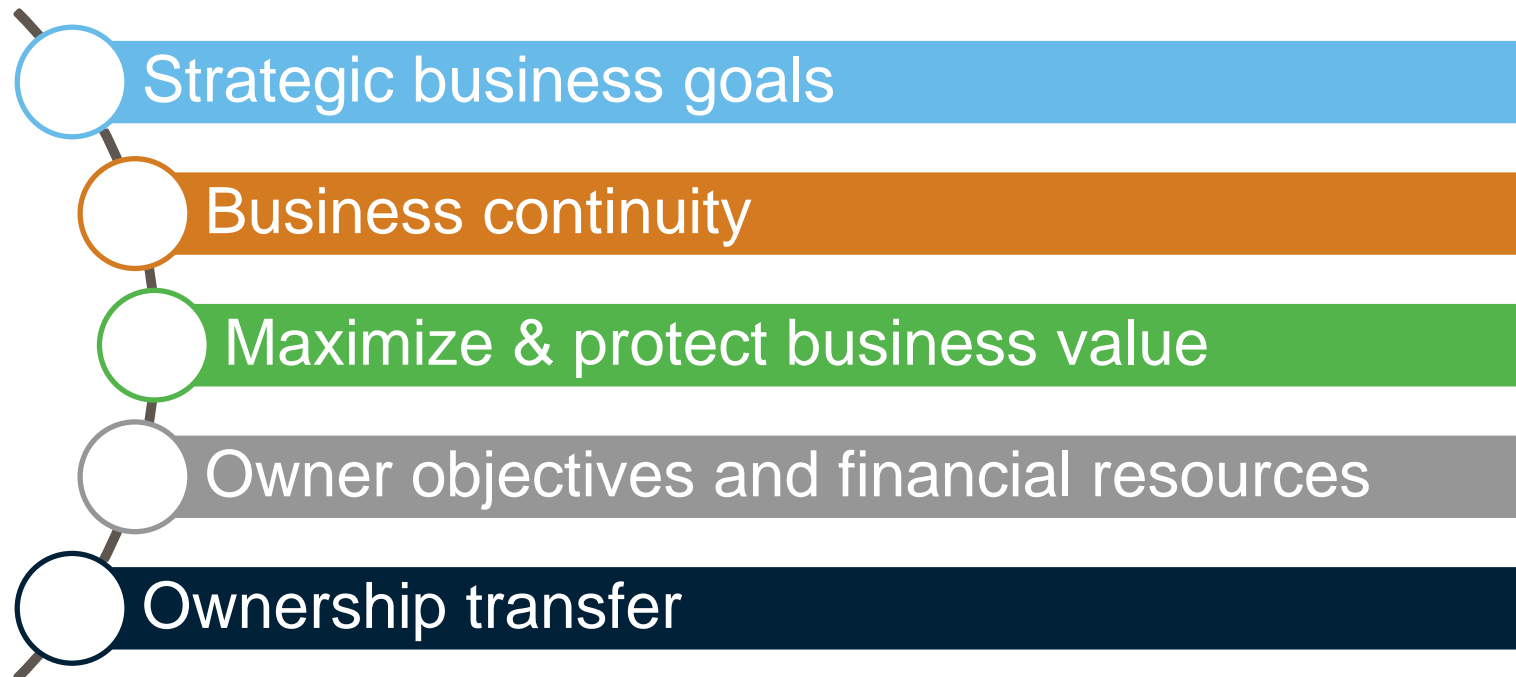 Strategic business goals
Business continuity
Maximize & protect business value
Owner objectives and financial resources
Ownership transfer